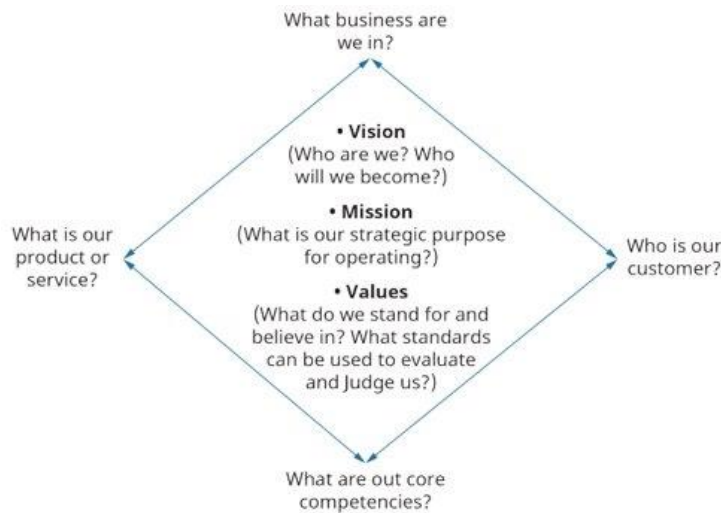 What business are
we in?
• Vision
(Who are we? Who
will we become?)
• Mission
(What is our strategic purpose
for operating?)
What is our
product or
service?
Who is our
customer?
• Values
(What do we stand for and
believe in? What standards
can be used to evaluate
and Judge us?)
What are out core
competencies?